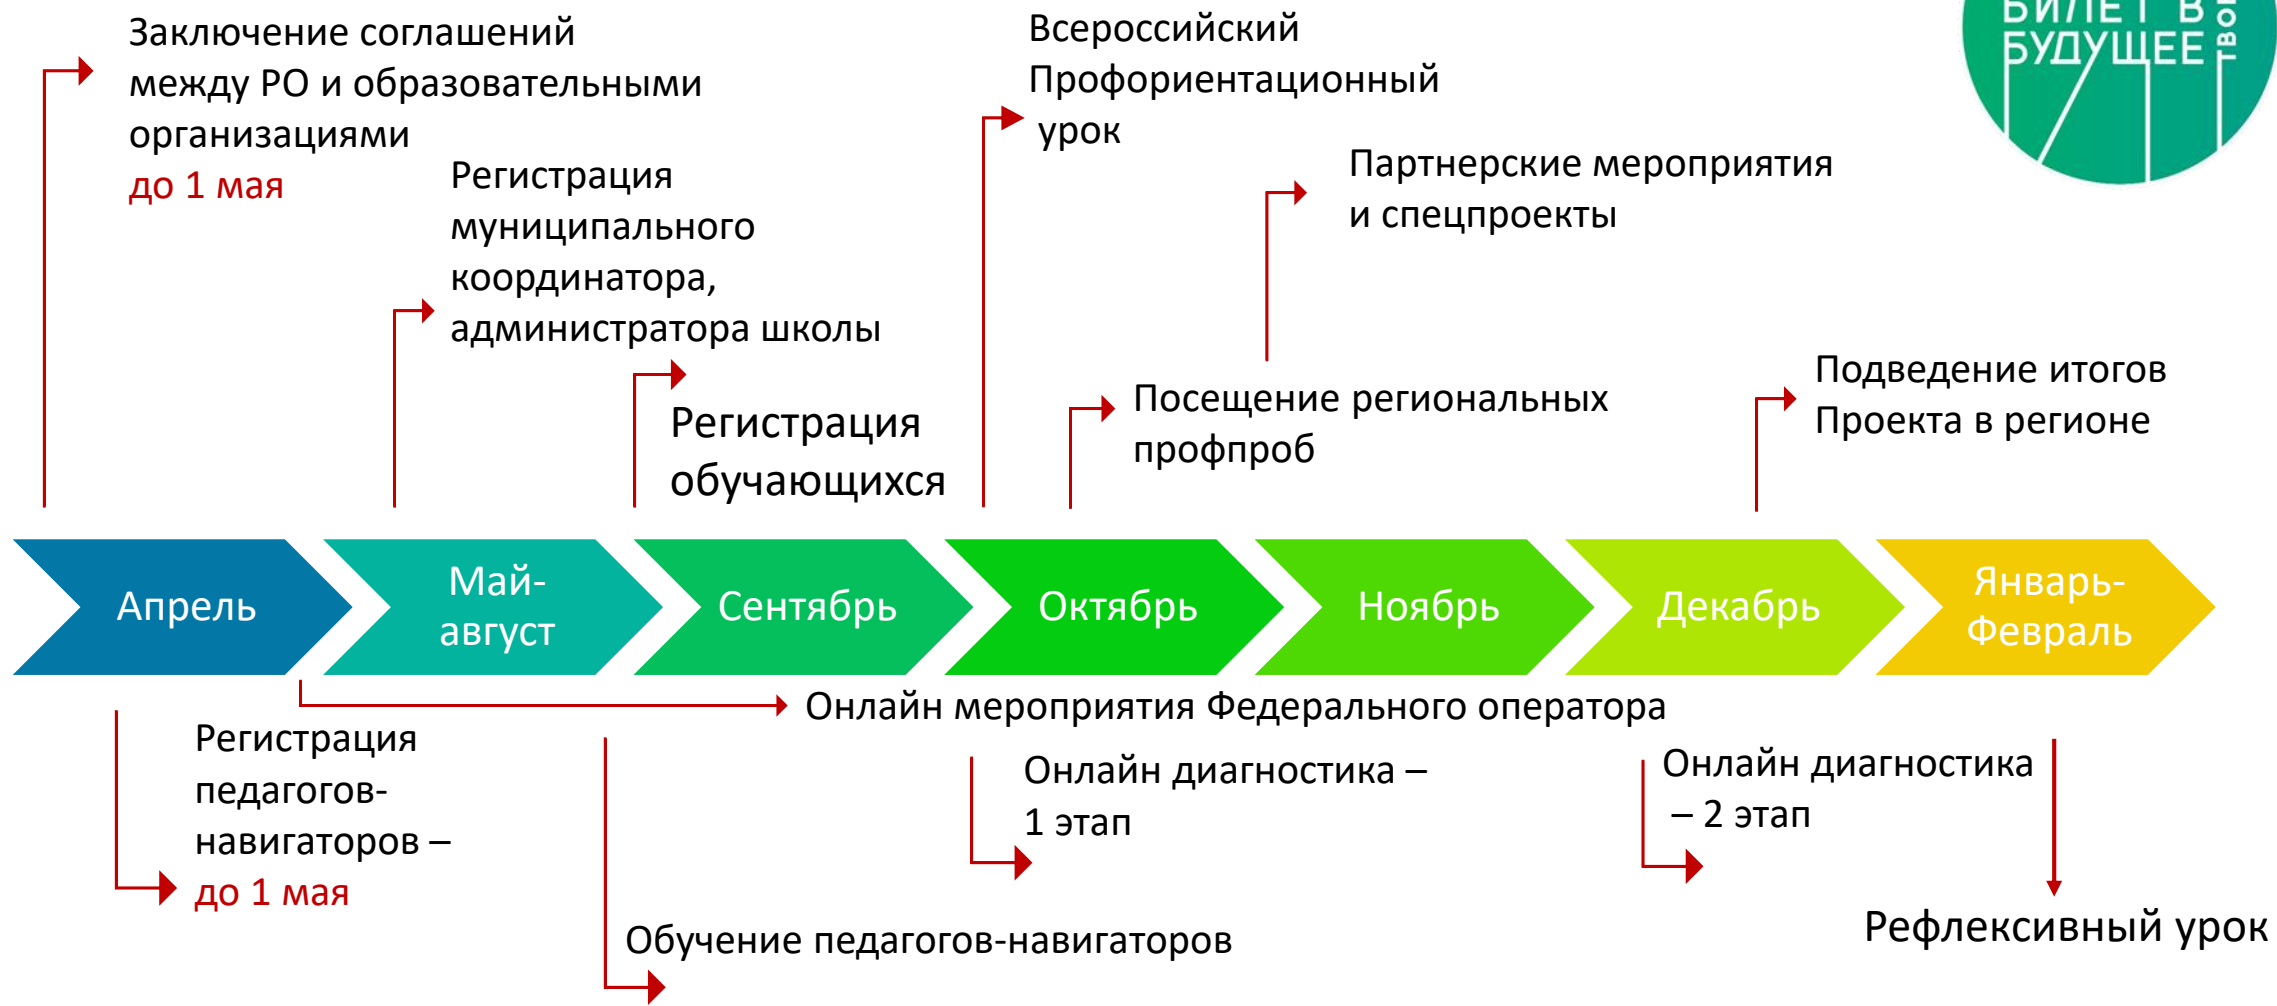 Заключение соглашений
между РО и образовательными
организациями
до 1 мая
Регистрация
муниципального
координатора,
администратора школы
Регистрация
обучающихся
Всероссийский
Профориентационный
урок
Партнерские мероприятия
и спецпроекты
Посещение региональных
профпроб
Подведение итогов
Проекта в регионе
БИЛЕТ В
БУДУЩЕЕ
Апрель
Май-
август
Сентябрь
Октябрь
Ноябрь
Декабрь
Январь-
Февраль
Онлайн мероприятия Федерального оператора
Регистрация
педагогов-
навигаторов –
до 1 мая
Обучение педагогов-навигаторов
Онлайн диагностика –
1 этап
Онлайн диагностика
– 2 этап
Рефлексивный урок